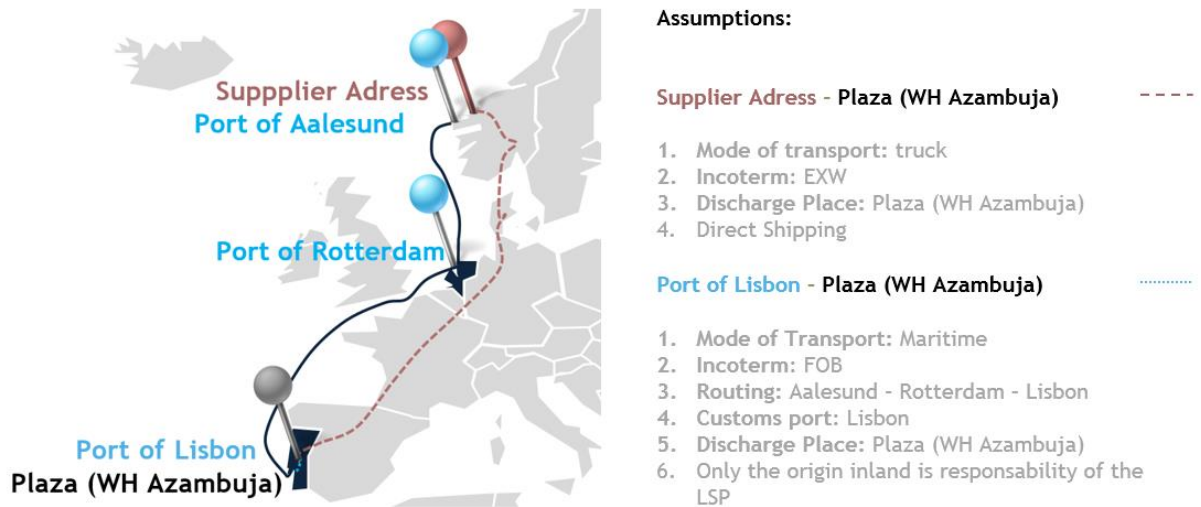 Suppplier Adress
Port of Aalesund
Port of Rotterdam
Port of Lisbon
Plaza (WH Azambuja)
Assumptions:
Supplier Adress - Plaza (WH Azambuja)
1. Mode of transport: truck
2. Incoterm: EXW
3. Discharge Place: Plaza (WH Azambuja)
4. Direct Shipping
Port of Lisbon - Plaza (WH Azambuja)
1. Mode of Transport: Maritime
2. Incoterm: FOB
3. Routing: Aalesund - Rotterdam - Lisbon
4. Customs port: Lisbon
5. Discharge Place: Plaza (WH Azambuja)
6. Only the origin inland is responsability of the
LSP